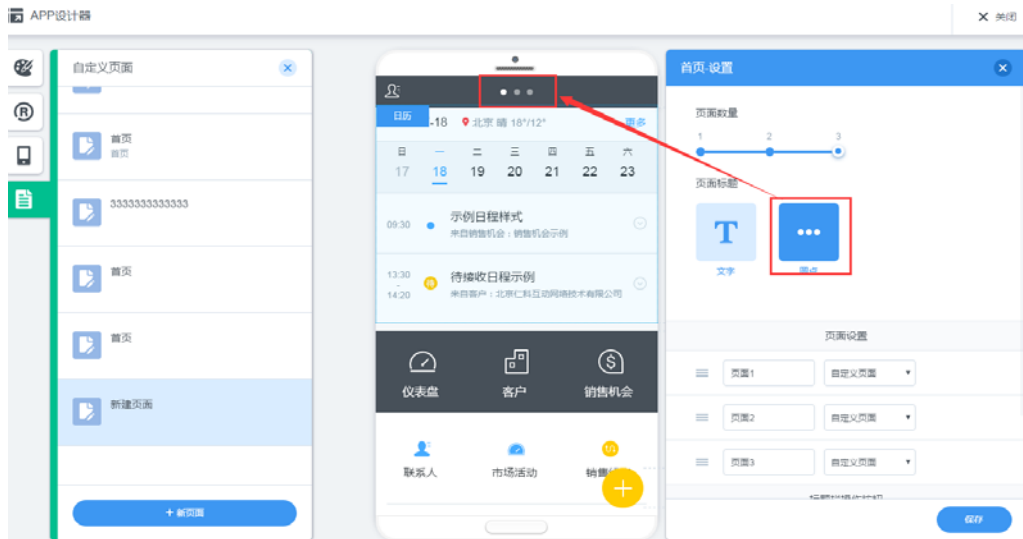 APP设计器
关闭
自定义页面
首页
首页
3333333333333
首页
首页
新建页面
+ 新页面
日历
-18 北京 晴 18°/12° 更多
日 一 二 三 四 五 六
17 18 19 20 21 22 23
09:30
示例日程样式
来自销售机会：销售机会示例
13:30
-
14:20
待
待接收日程示例
来自客户：北京仁科互动网络技术有限公司
仪表盘 客户 销售机会
联系人 市场活动 销售
首页-设置
页面数量
1 2 3
页面标题
T
文字
页面设置
页面1 自定义页面
页面2 自定义页面
页面3 自定义页面
保存